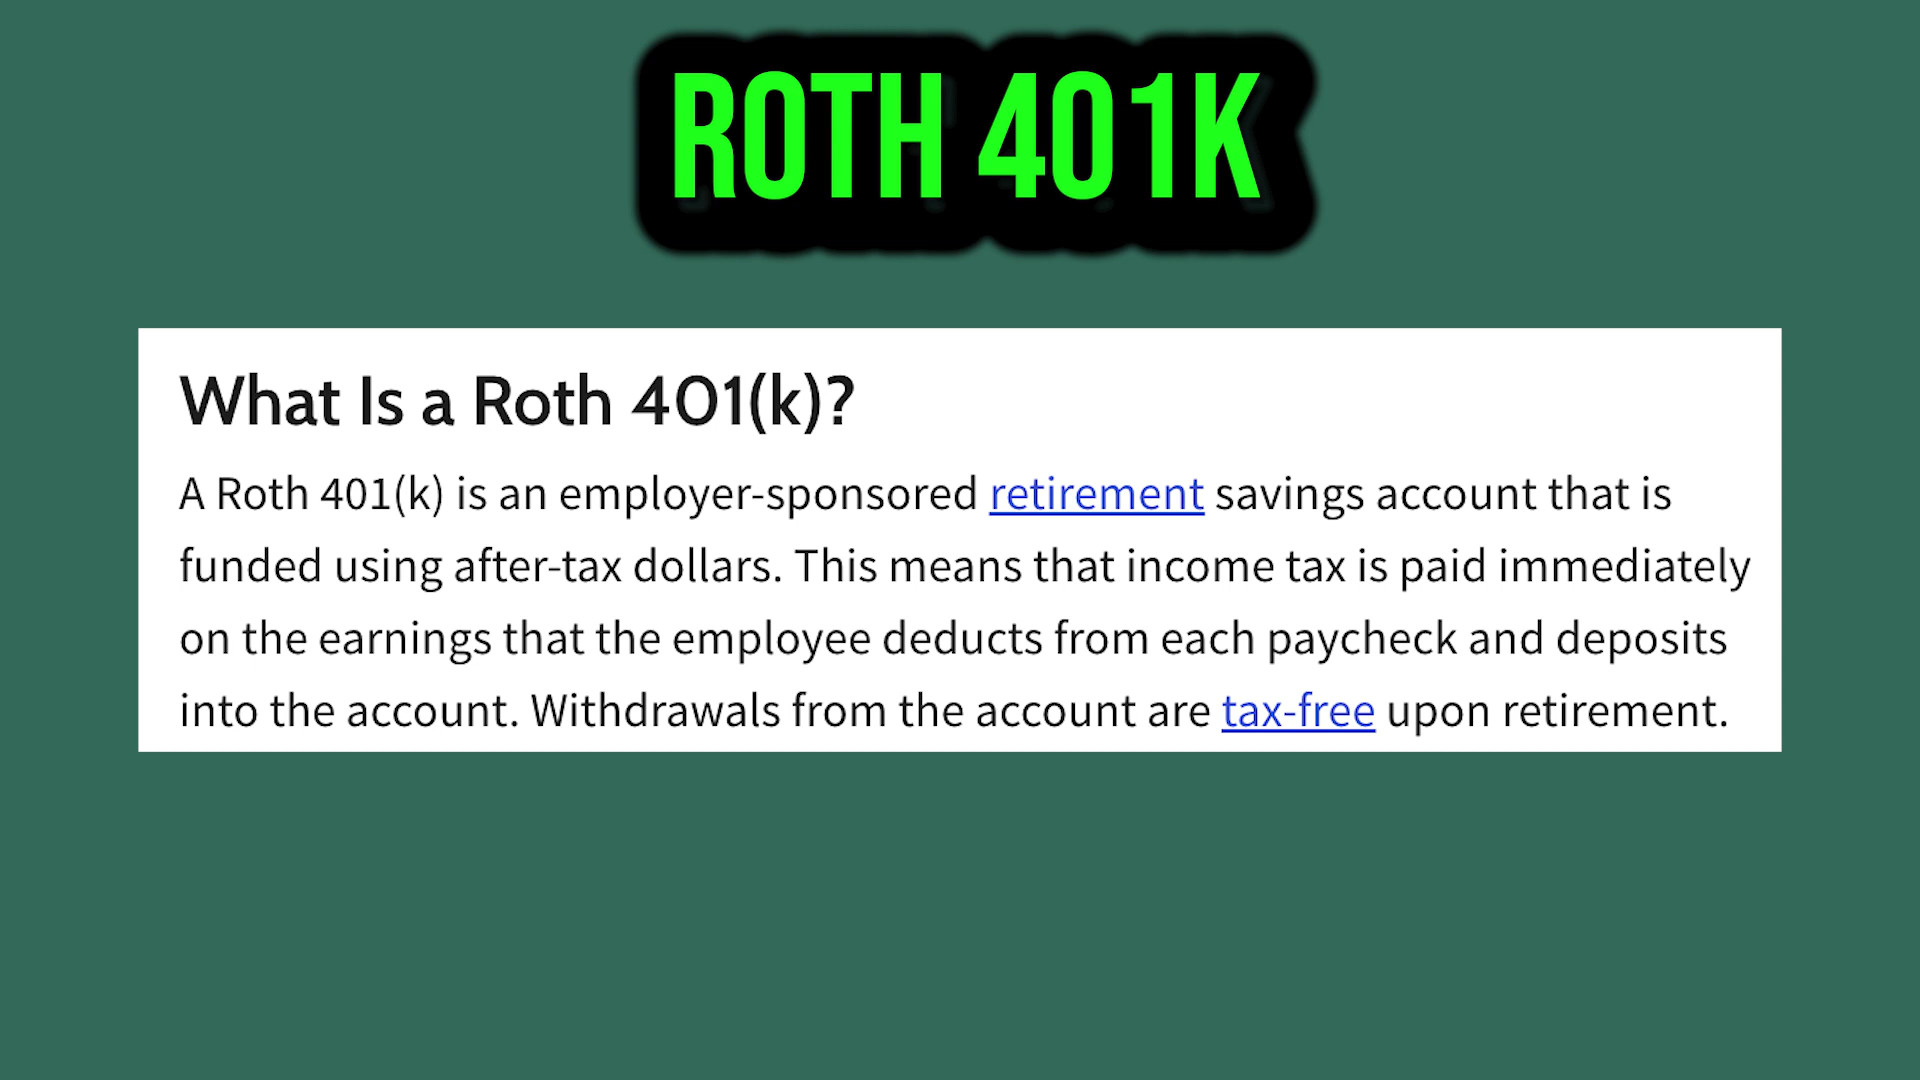 ROTH 401K
What Is a Roth 401(k)?
A Roth 401(k) is an employer-sponsored retirement savings account that is
funded using after-tax dollars. This means that income tax is paid immediately
on the earnings that the employee deducts from each paycheck and deposits
into the account. Withdrawals from the account are tax-free upon retirement.